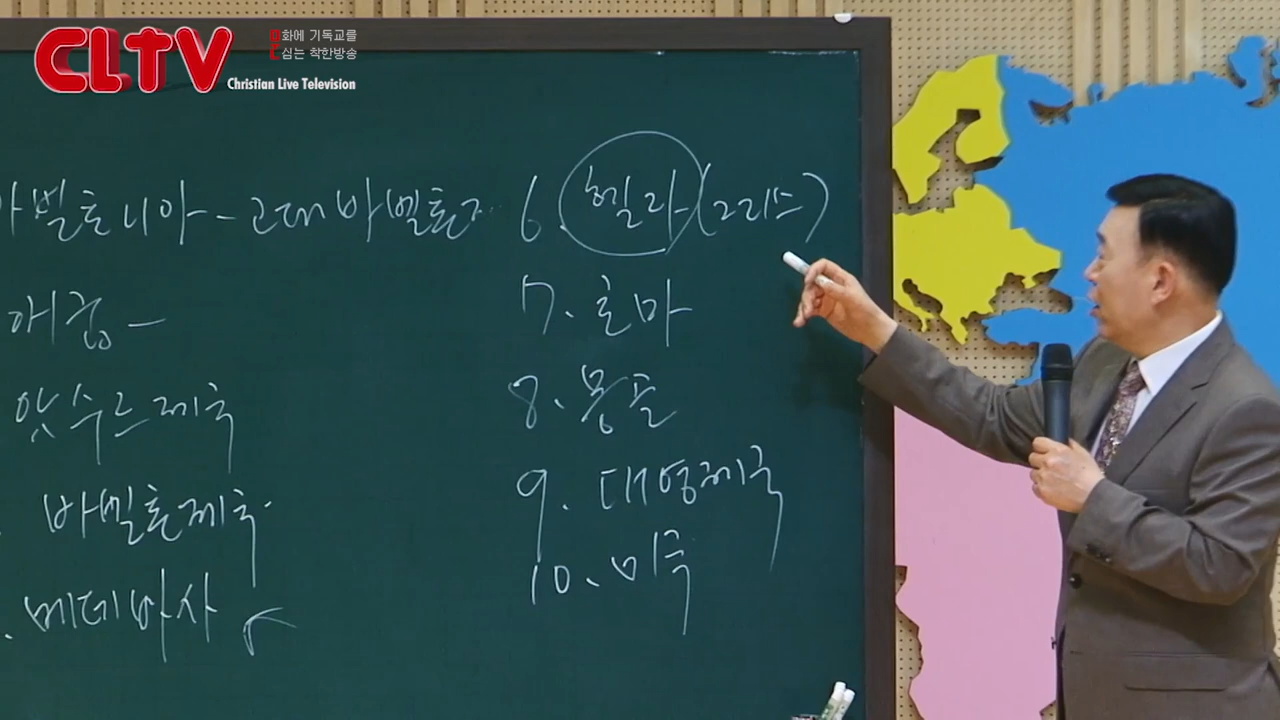 CLTV
문화에 기독교를
심는 착한방송
Christian Live Television
바벨로니아 - 고대 바벨론
애굽 -
앗수르제국
바벨론제국
메데바사
6. 헬라 (그리스)
7. 로마
8. 몽골
9. 대영제국
10. 미국